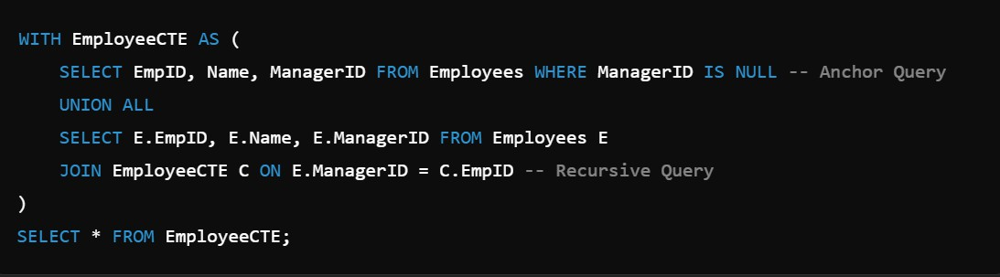 WITH EmployeeCTE AS (
    SELECT EmpID, Name, ManagerID FROM Employees WHERE ManagerID IS NULL -- Anchor Query
    UNION ALL
    SELECT E.EmpID, E.Name, E.ManagerID FROM Employees E
    JOIN EmployeeCTE C ON E.ManagerID = C.EmpID -- Recursive Query
)
SELECT * FROM EmployeeCTE;